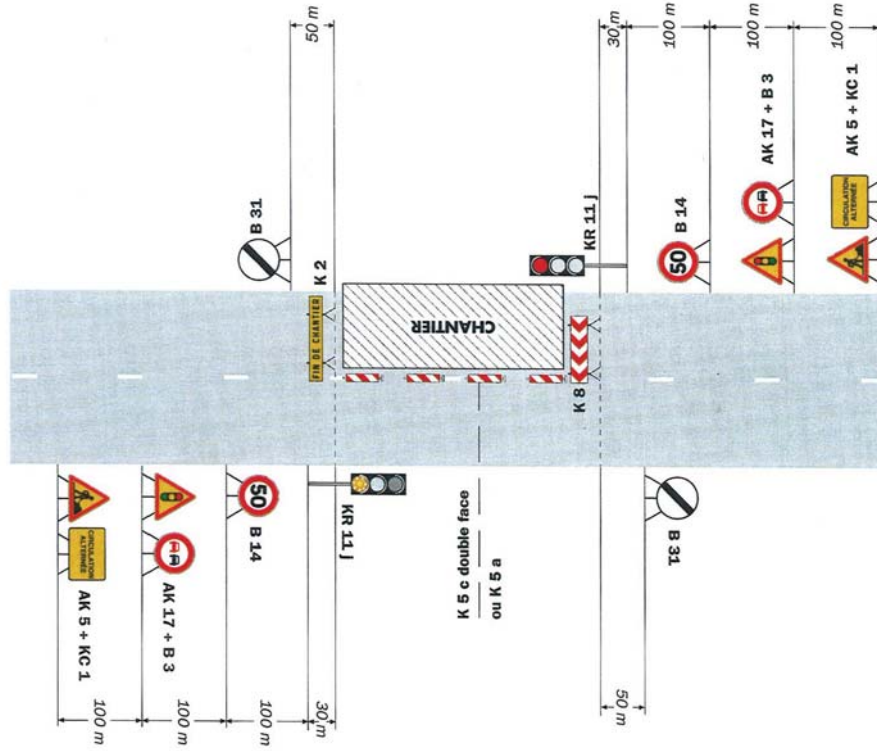 50 m
30 m
100 m
100 m
100 m
B 31
K 2
FIN DE CHANTIER
CHANTIER
KR 11 j
B 14
50
AK 17 + B 3
AK 5 + KC 1
CIRCULATION
ALTERNÉE
K 8
K 5 c double face
ou K 5 a
CIRCULATION
ALTERNÉE
AK 5 + KC 1
AK 17 + B 3
50
B 14
KR 11 j
B 31
100 m
100 m
100 m
30 m
50 m